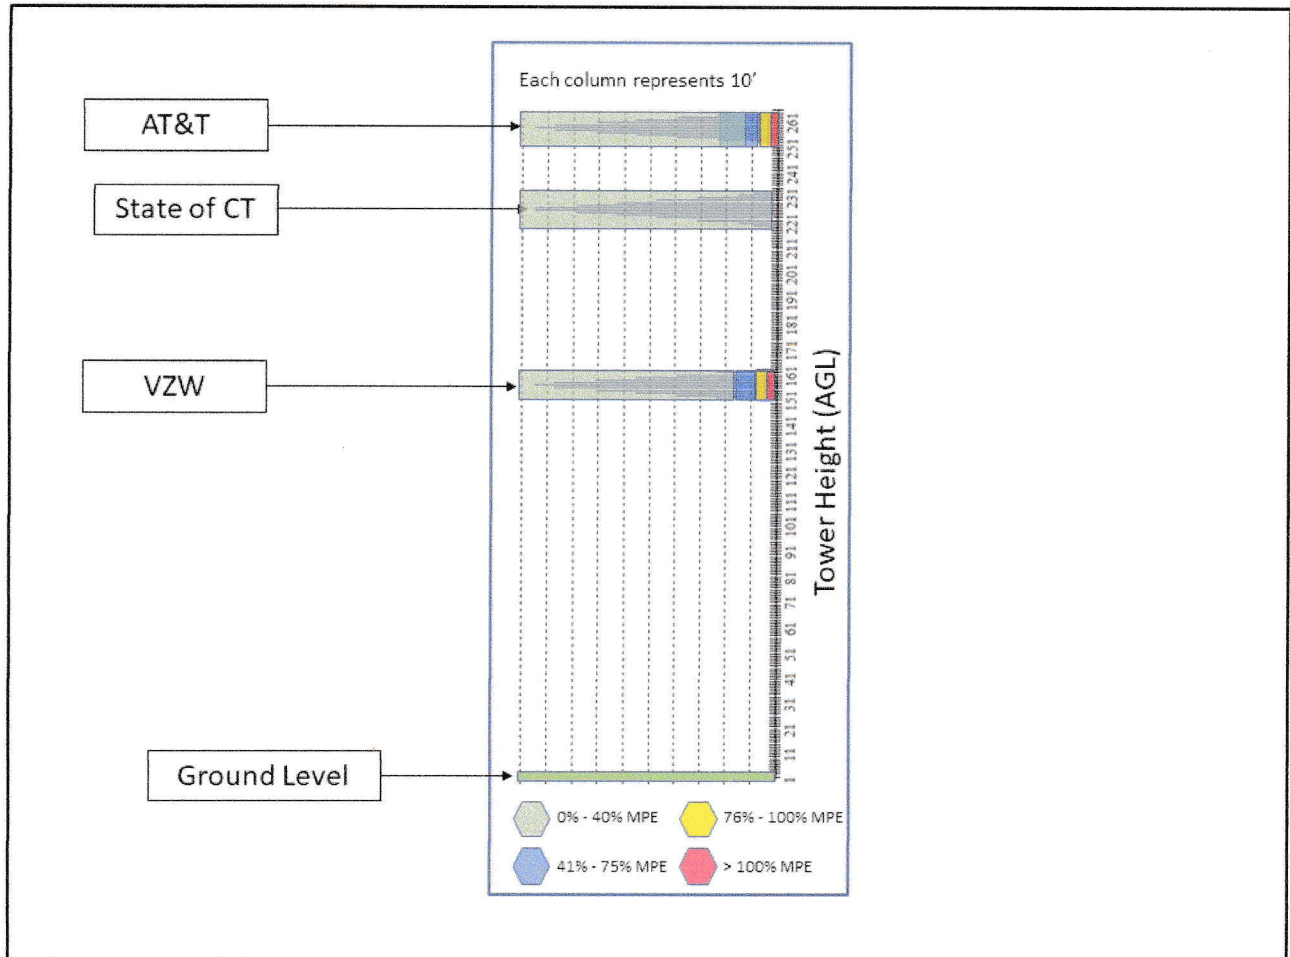 Each column represents 10'
AT&T
State of CT
VZW
Ground Level
261
251
241
231
221
211
201
191
181
171
161
151
141
131
121
111
101
91
81
71
61
51
41
31
21
11
1
Tower Height (AGL)
0% - 40% MPE
76% - 100% MPE
41% - 75% MPE
> 100% MPE